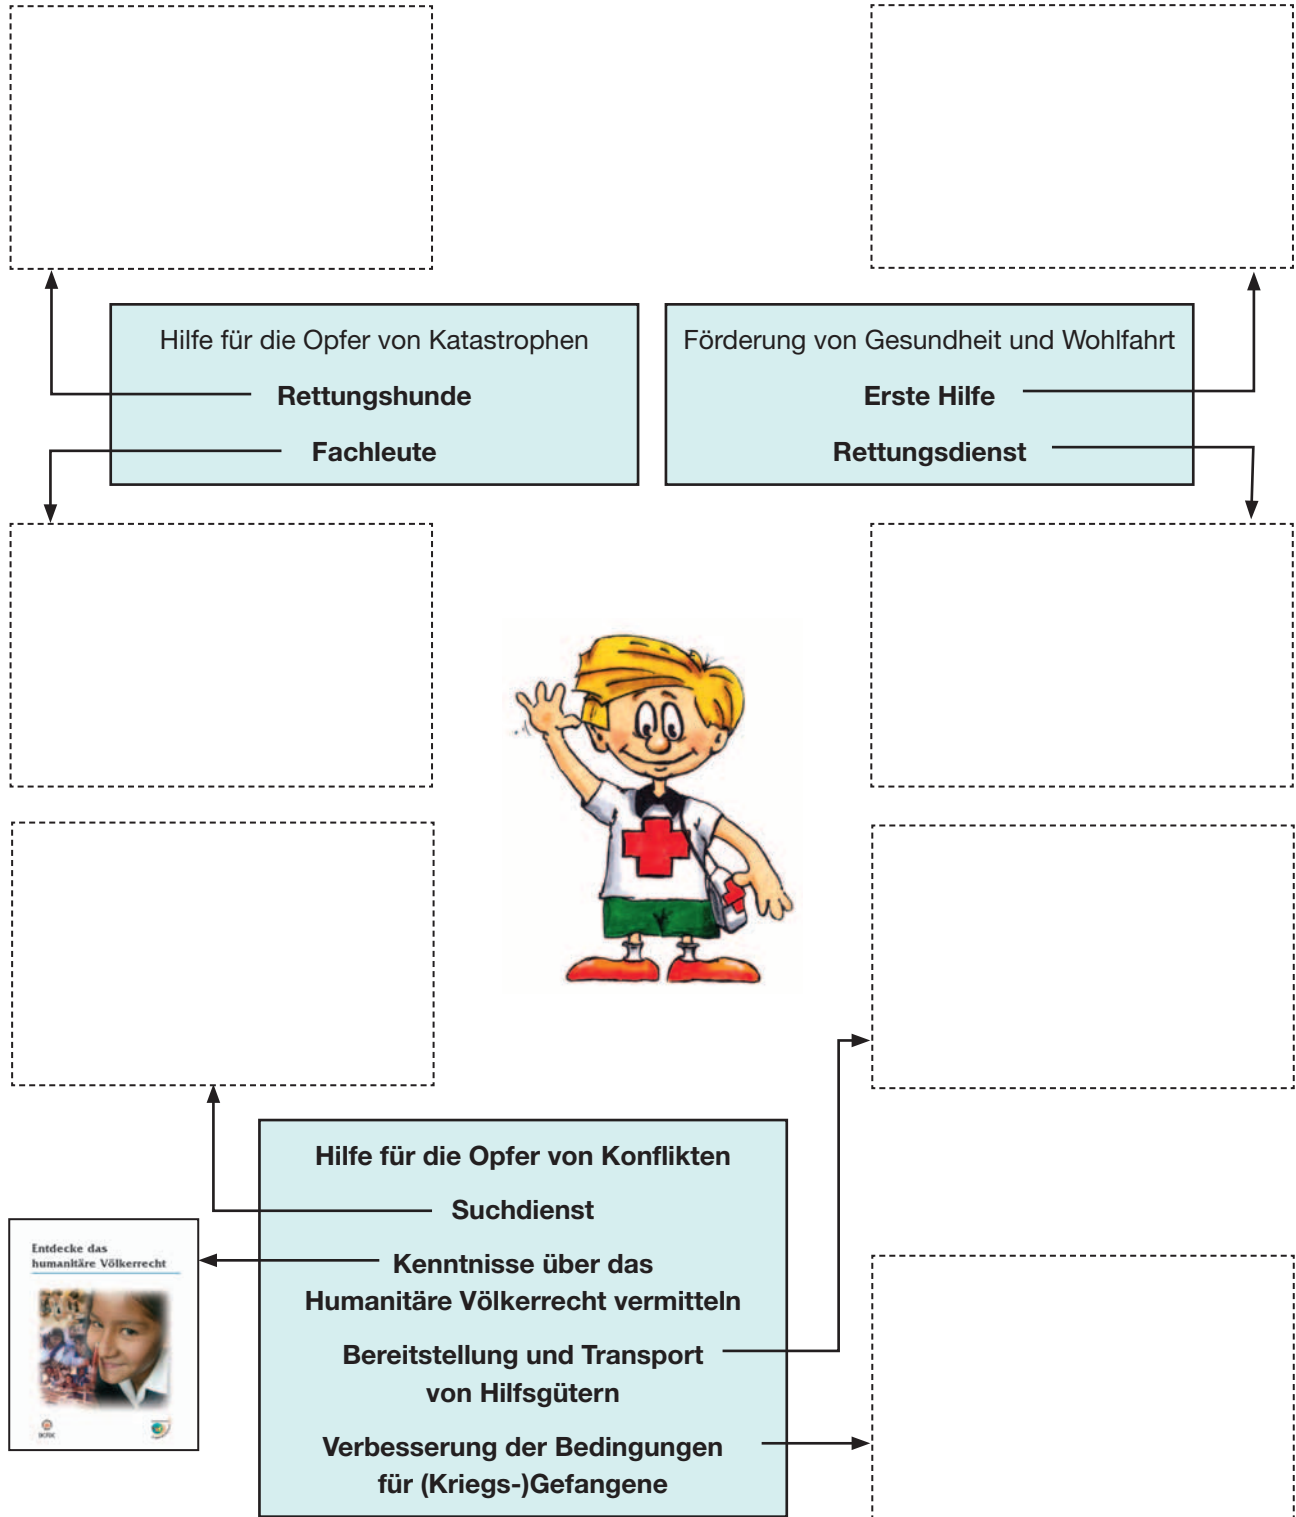 Hilfe für die Opfer von Katastrophen
Rettungshunde
Fachleute
Förderung von Gesundheit und Wohlfahrt
Erste Hilfe
Rettungsdienst
Hilfe für die Opfer von Konflikten
Suchdienst
Kenntnisse über das
Humanitäre Völkerrecht vermitteln
Bereitstellung und Transport
von Hilfsgütern
Verbesserung der Bedingungen
für (Kriegs-)Gefangene
Entdecke das
humanitäre Völkerrecht
IKRK